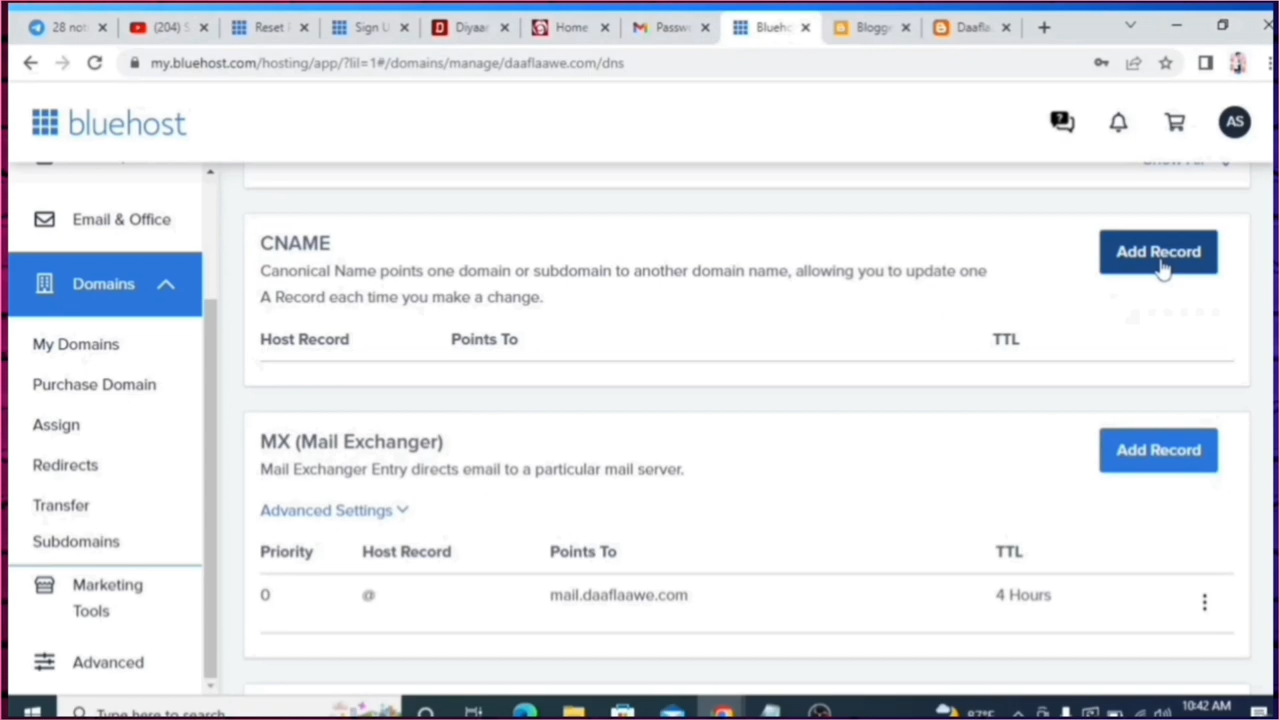 28 not
(204) S
Reset
Sign U
Diyaar
Home
Passw
Blueho
Blogg
Daafla
my.bluehost.com/hosting/app/?lil=1#/domains/manage/daaflaawe.com/dns
bluehost
AS
Email & Office
Domains
My Domains
Purchase Domain
Assign
Redirects
Transfer
Subdomains
Marketing
Tools
Advanced
CNAME
Add Record
Canonical Name points one domain or subdomain to another domain name, allowing you to update one
A Record each time you make a change.
Host Record Points To TTL
MX (Mail Exchanger)
Add Record
Mail Exchanger Entry directs email to a particular mail server.
Advanced Settings
Priority Host Record Points To TTL
0 @ mail.daaflaawe.com 4 Hours
Type here to search
87°F
10:42 AM